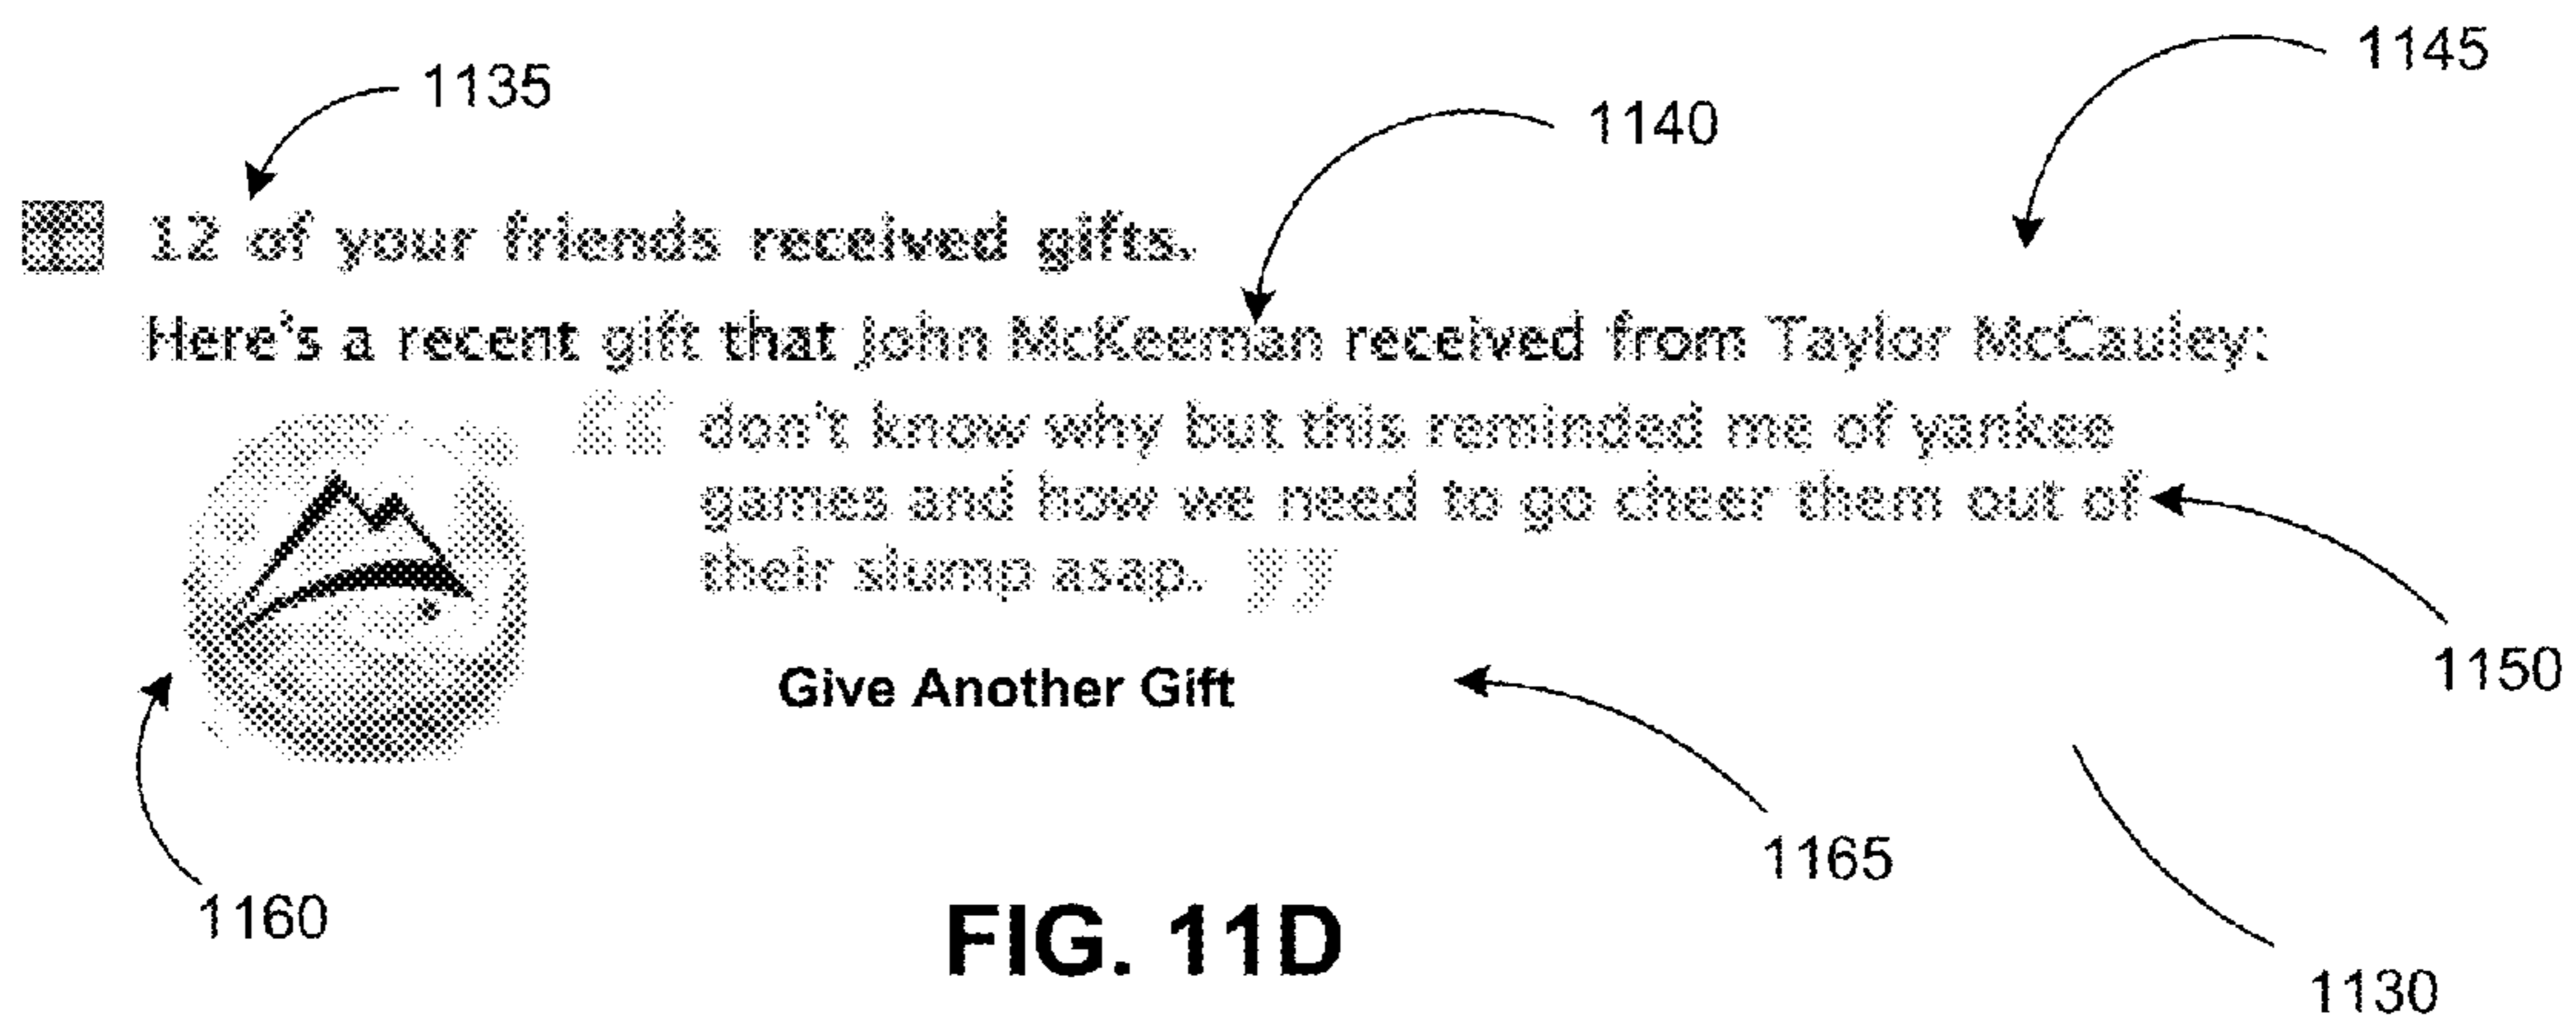 1145
1135
1140
12 of your friends received gifts.
Here's a recent gift that John McKeeman received from Taylor McCauley:
“ don't know why but this reminded me of yankee
games and how we need to go cheer them out of
their slump asap. ”
1150
Give Another Gift
1165
1160
FIG. 11D
1130